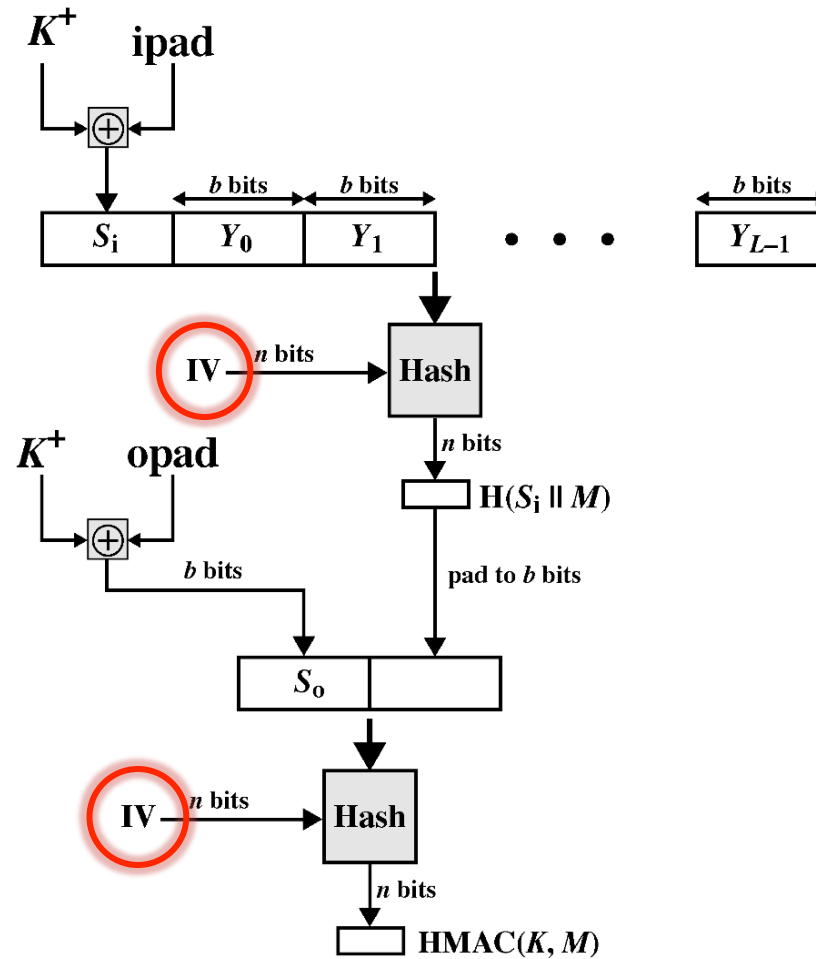 K⁺ ipad
⊕
b bits b bits b bits
Sᵢ Y₀ Y₁ • • • Y_{L−1}
IV n bits Hash
K⁺ opad n bits
H(Sᵢ || M)
⊕
b bits pad to b bits
Sₒ
IV n bits Hash
n bits
HMAC(K, M)